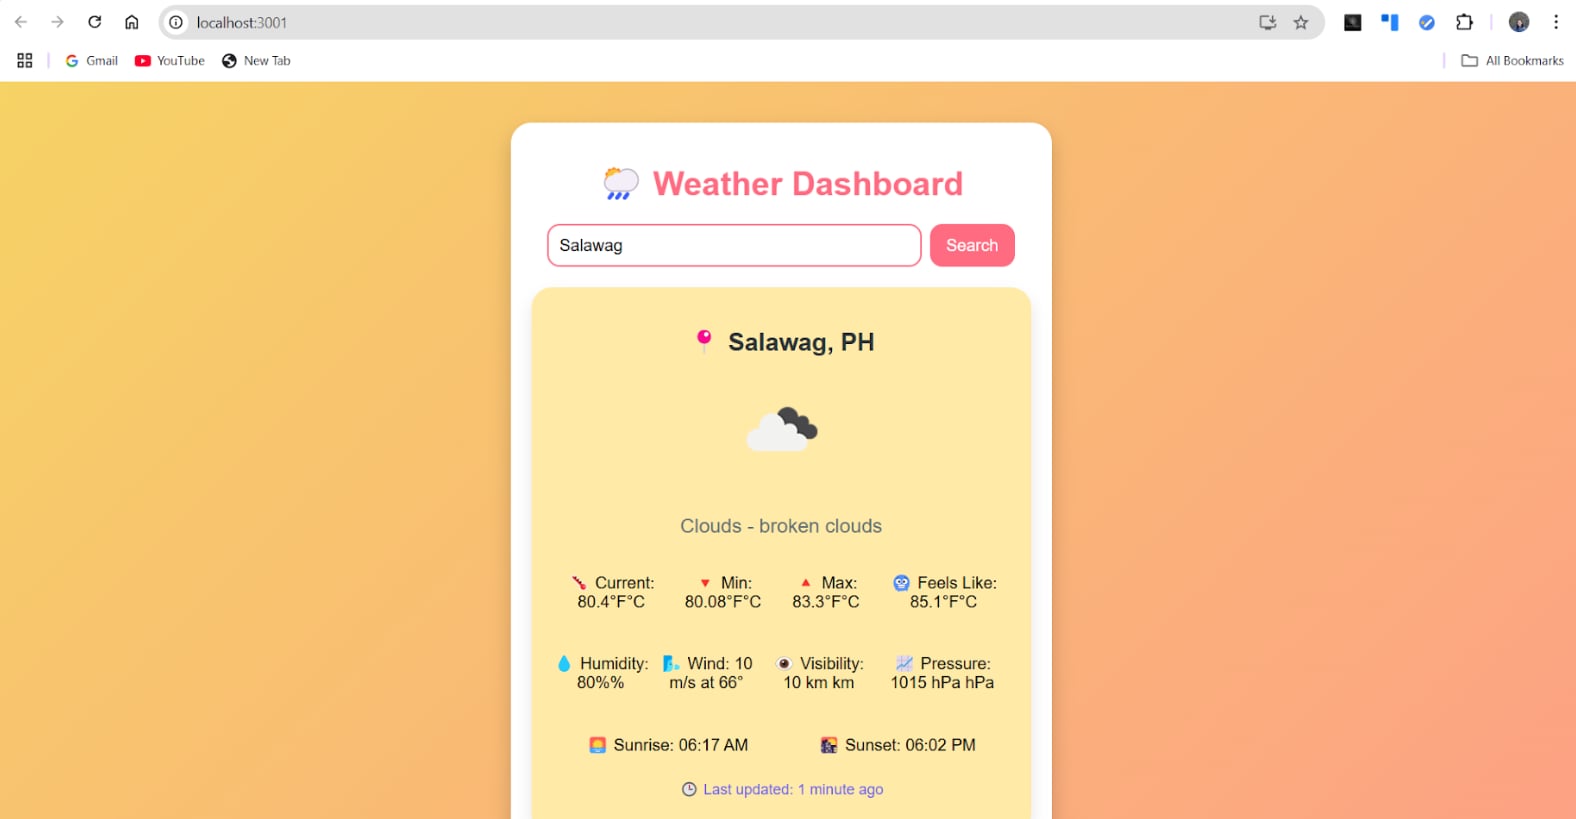 localhost:3001
Gmail YouTube New Tab All Bookmarks
Weather Dashboard
Salawag Search
Salawag, PH
Clouds - broken clouds
Current: Min: Max: Feels Like:
80.4°F°C 80.08°F°C 83.3°F°C 85.1°F°C
Humidity: Wind: 10 Visibility: Pressure:
80%% m/s at 66° 10 km km 1015 hPa hPa
Sunrise: 06:17 AM Sunset: 06:02 PM
Last updated: 1 minute ago